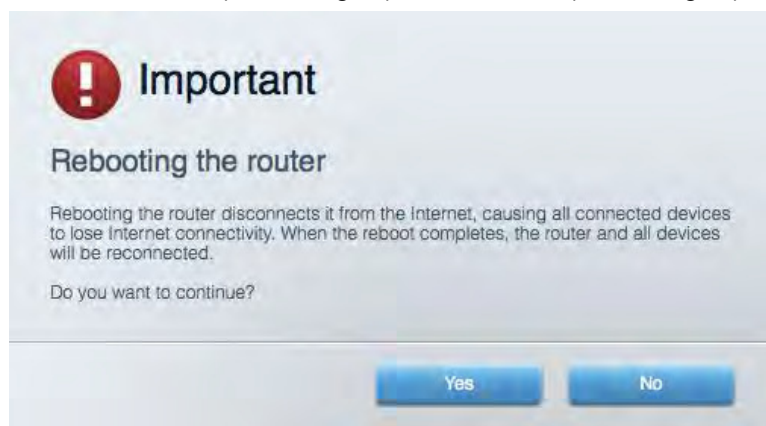 Important
Rebooting the router
Rebooting the router disconnects it from the Internet, causing all connected devices
to lose Internet connectivity. When the reboot completes, the router and all devices
will be reconnected.
Do you want to continue?
Yes
No